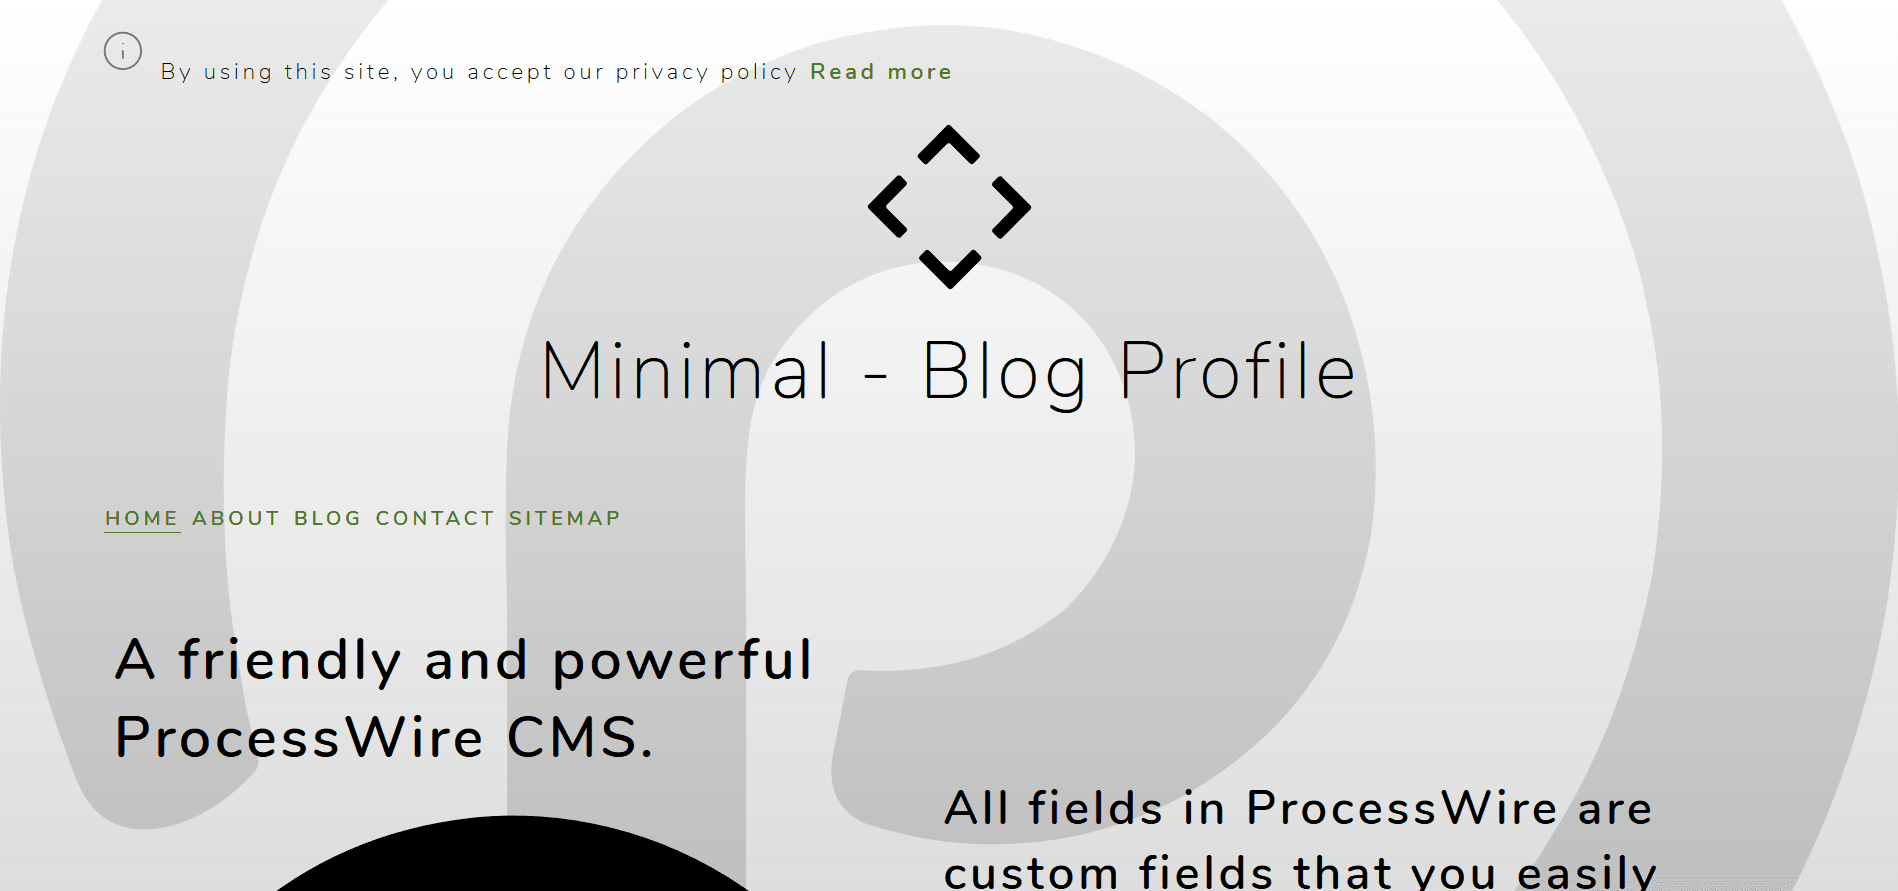 By using this site, you accept our privacy policy Read more
Minimal - Blog Profile
HOME ABOUT BLOG CONTACT SITEMAP
A friendly and powerful
ProcessWire CMS.
All fields in ProcessWire are
custom fields that you easily